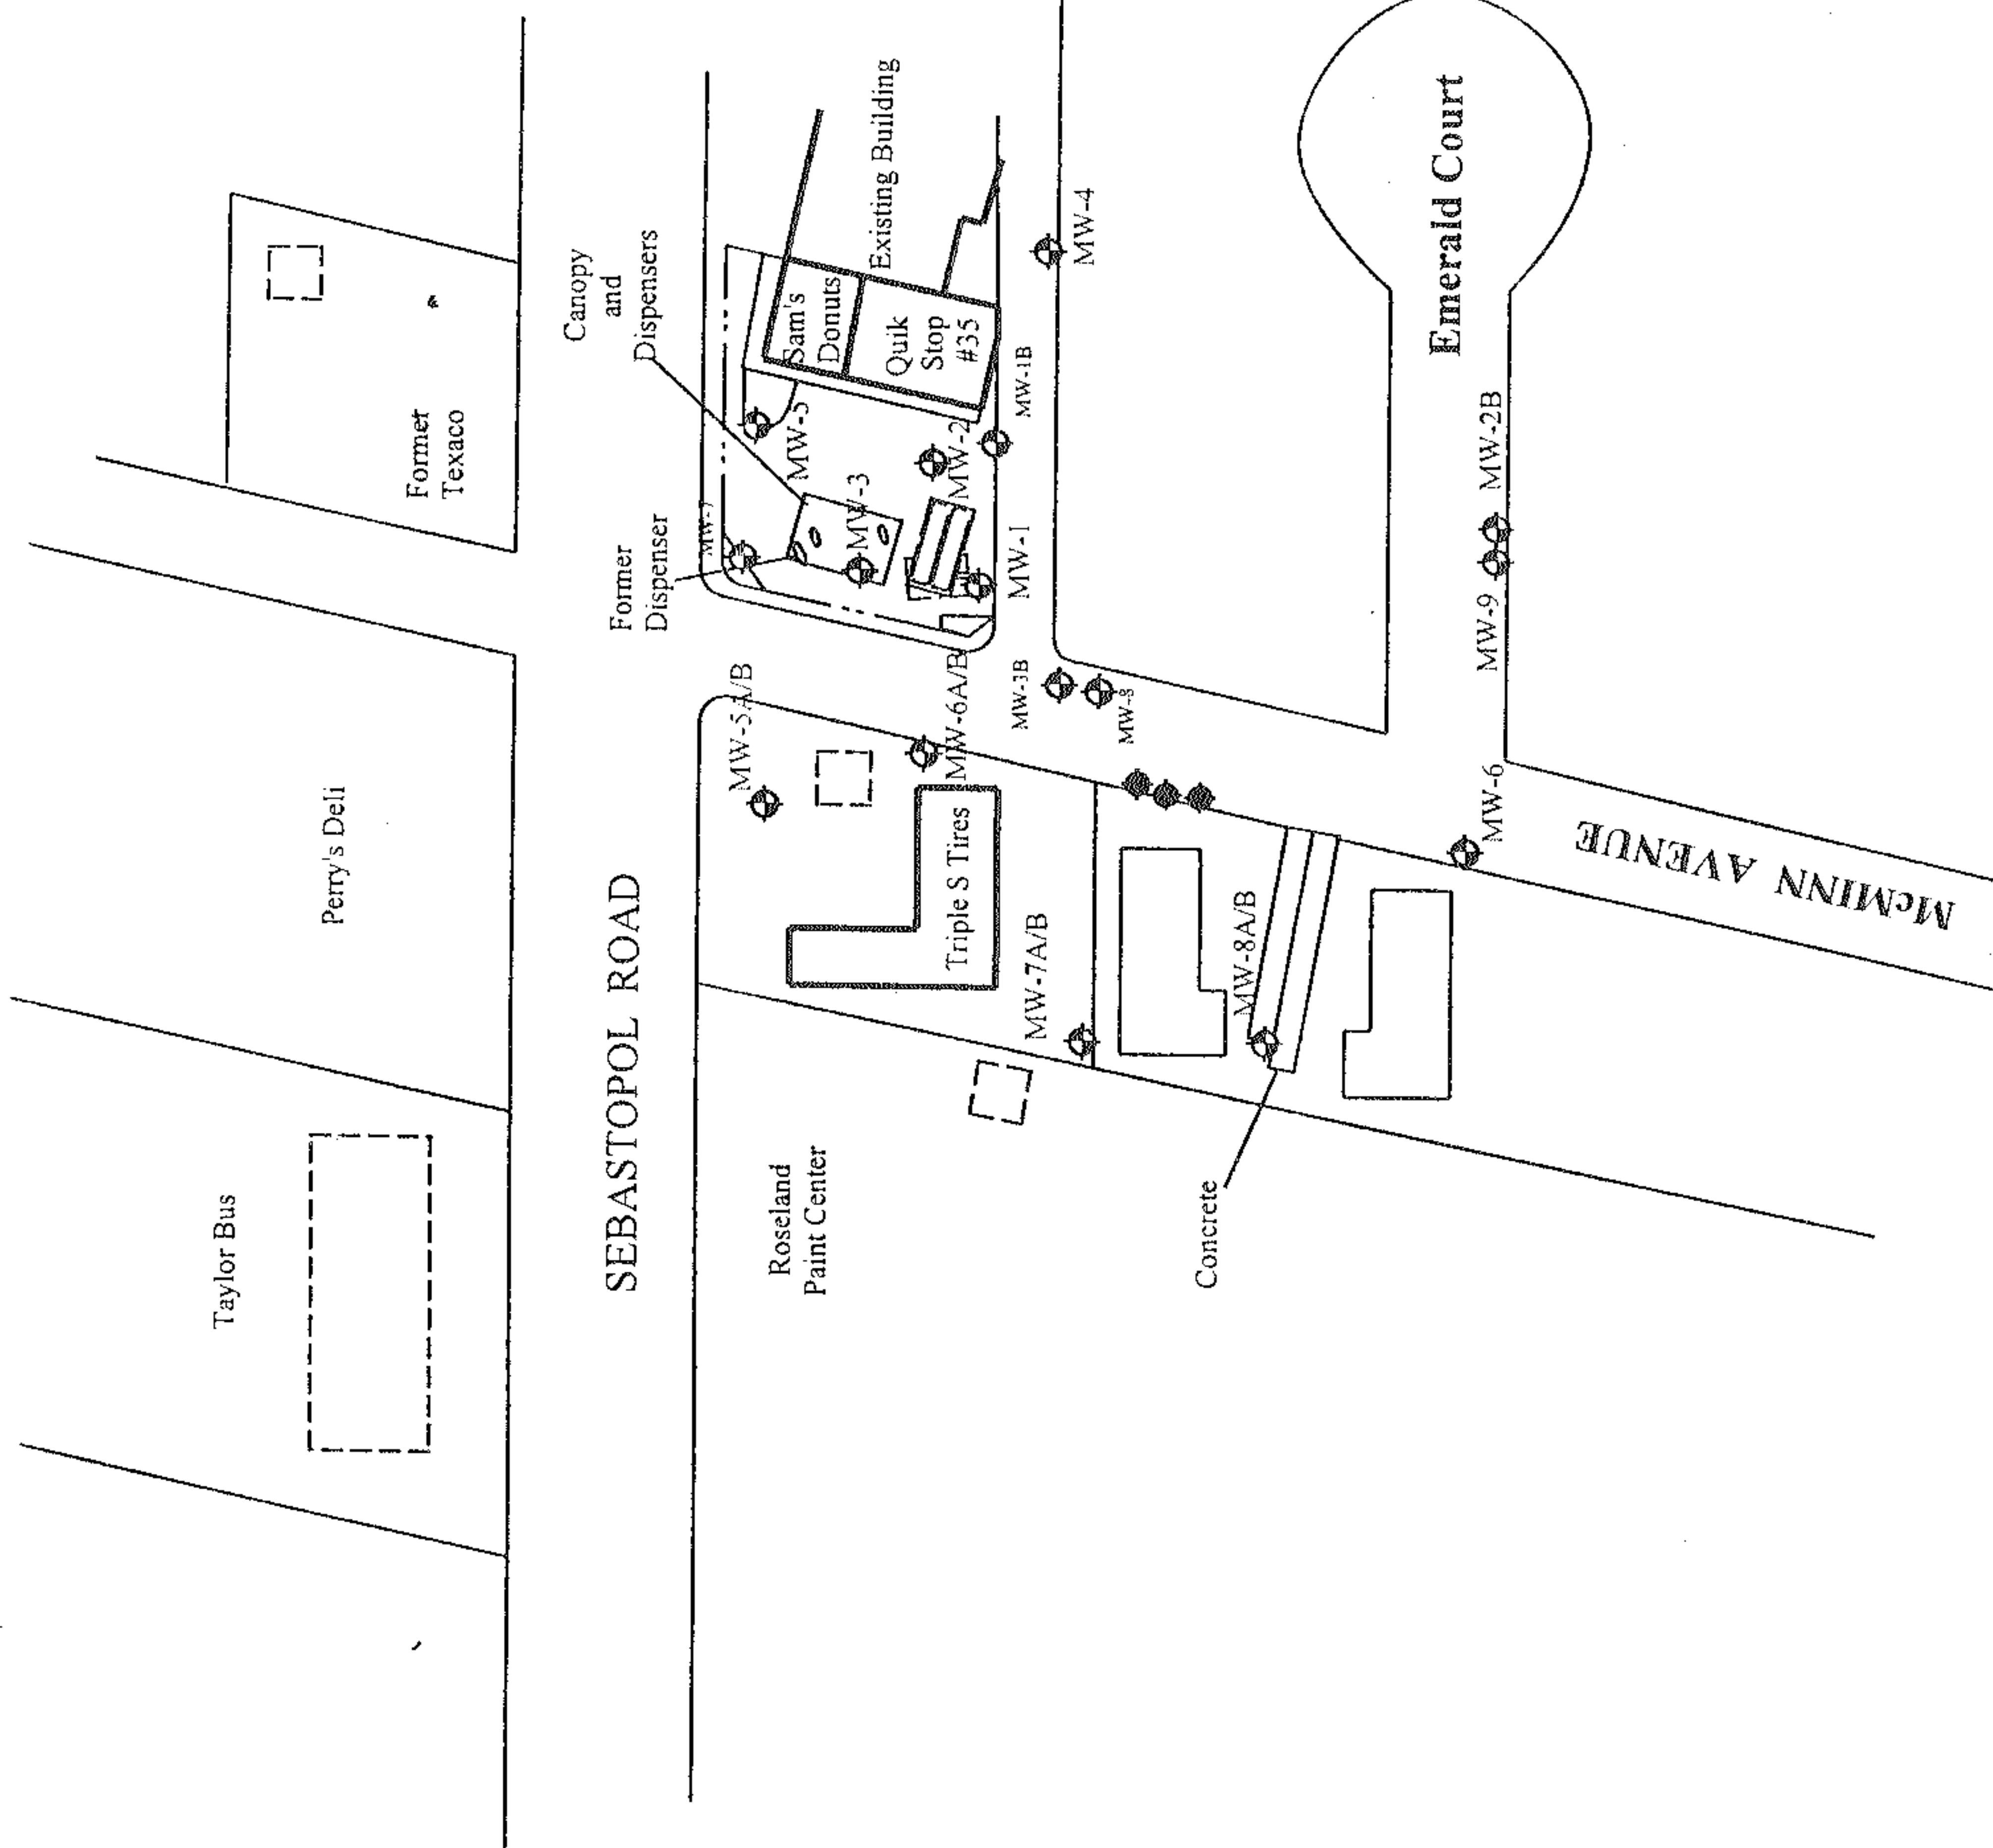 Taylor Bus
Perry's Deli
Former
Texaco
SEBASTOPOL ROAD
Former
Dispenser
Canopy
and
Dispensers
MW-7
MW-5
MW-3
MW-2
MW-1
MW-1B
Sam's
Donuts
Quik
Stop
#35
Existing Building
MW-4
Roseland
Paint Center
MW-5A/B
MW-6A/B
Triple S Tires
MW-7A/B
MW-3B
MW-8
MW-8A/B
Concrete
MW-6
MW-9
MW-2B
Emerald Court
McMINN AVENUE